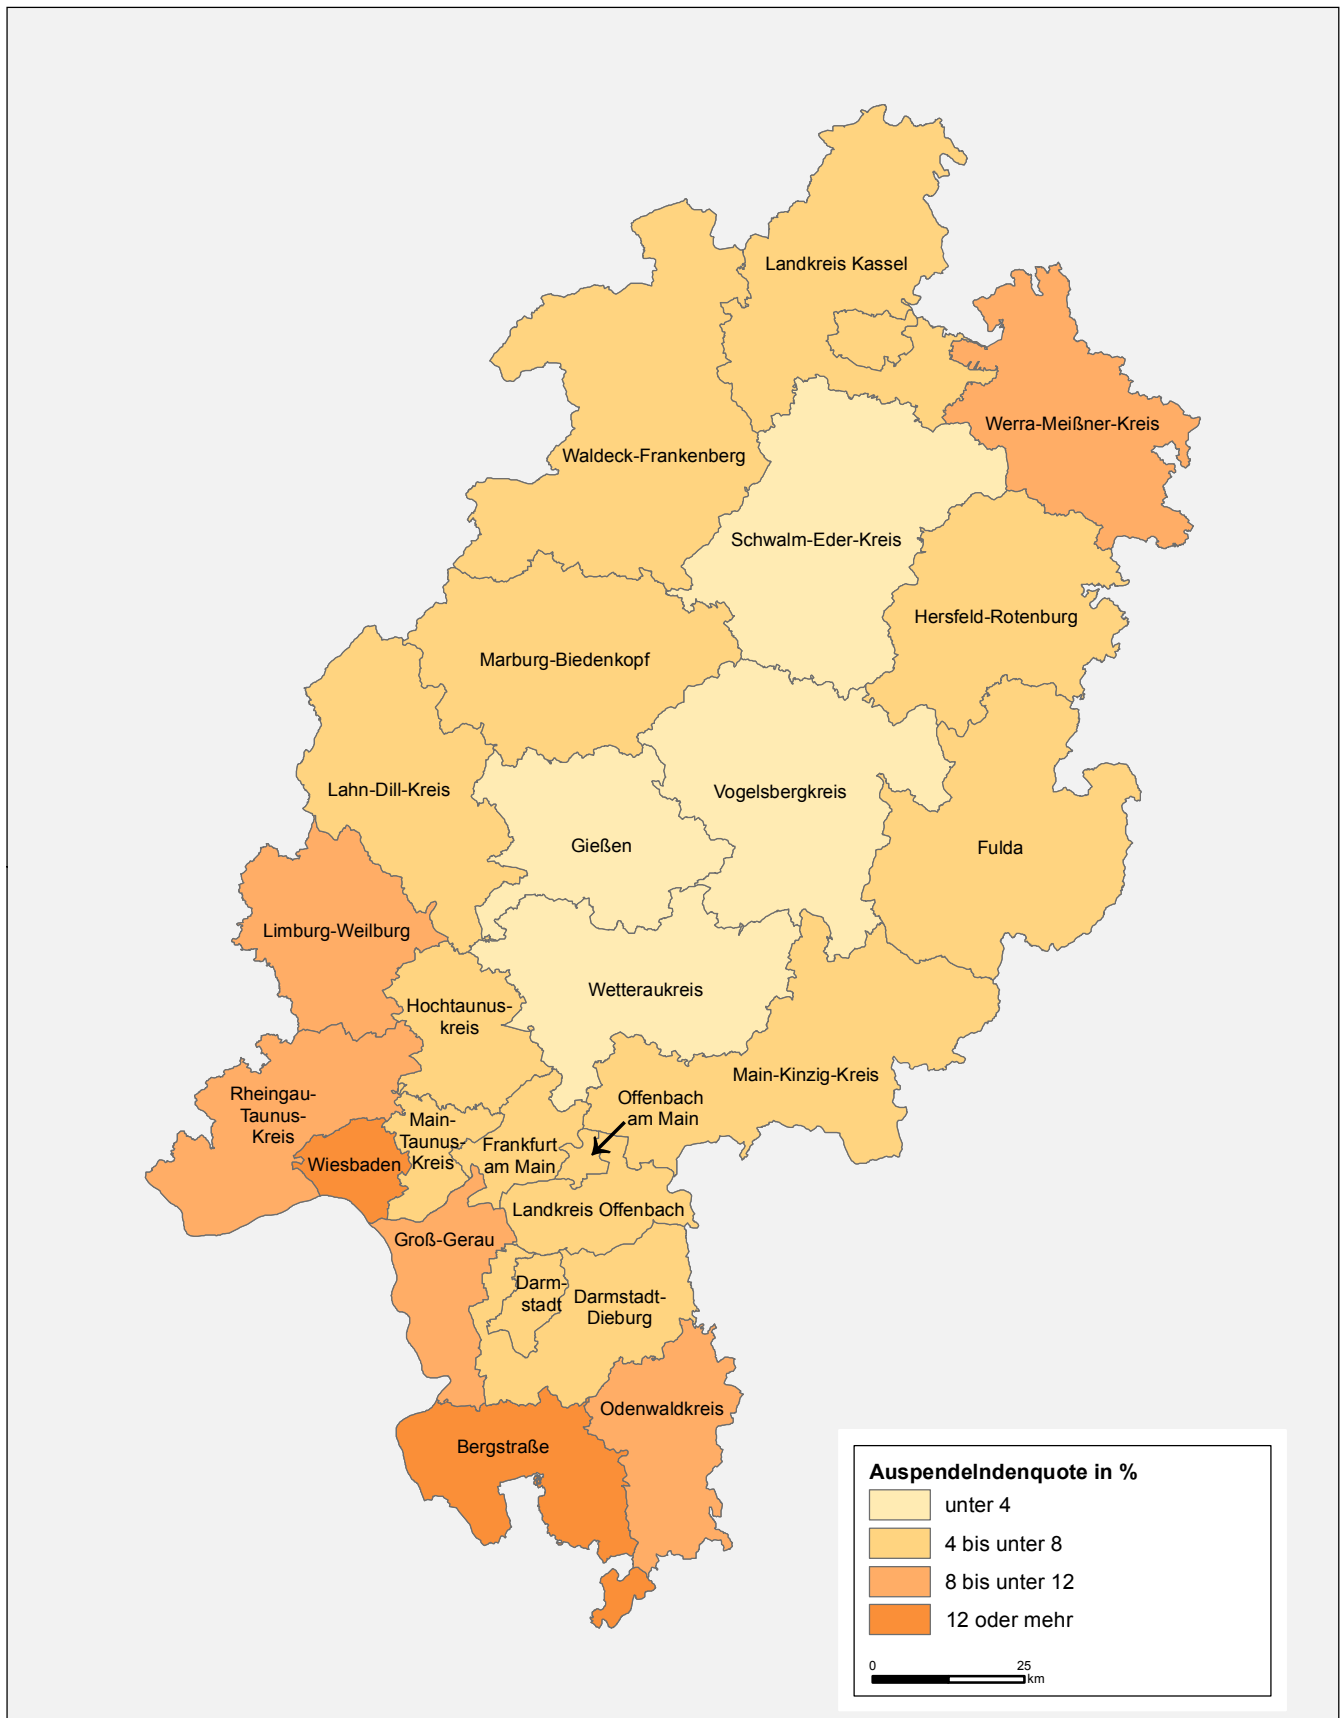 Landkreis Kassel
Werra-Meißner-Kreis
Waldeck-Frankenberg
Schwalm-Eder-Kreis
Hersfeld-Rotenburg
Marburg-Biedenkopf
Lahn-Dill-Kreis
Vogelsbergkreis
Gießen
Fulda
Limburg-Weilburg
Wetteraukreis
Hochtaunus-
kreis
Main-Kinzig-Kreis
Rheingau-
Taunus-
Kreis
Offenbach
am Main
Main-
Taunus-
Kreis
Frankfurt
am Main
Wiesbaden
Landkreis Offenbach
Groß-Gerau
Darm-
stadt
Darmstadt-
Dieburg
Odenwaldkreis
Bergstraße
Auspendelndenquote in %
unter 4
4 bis unter 8
8 bis unter 12
12 oder mehr
0 25
km